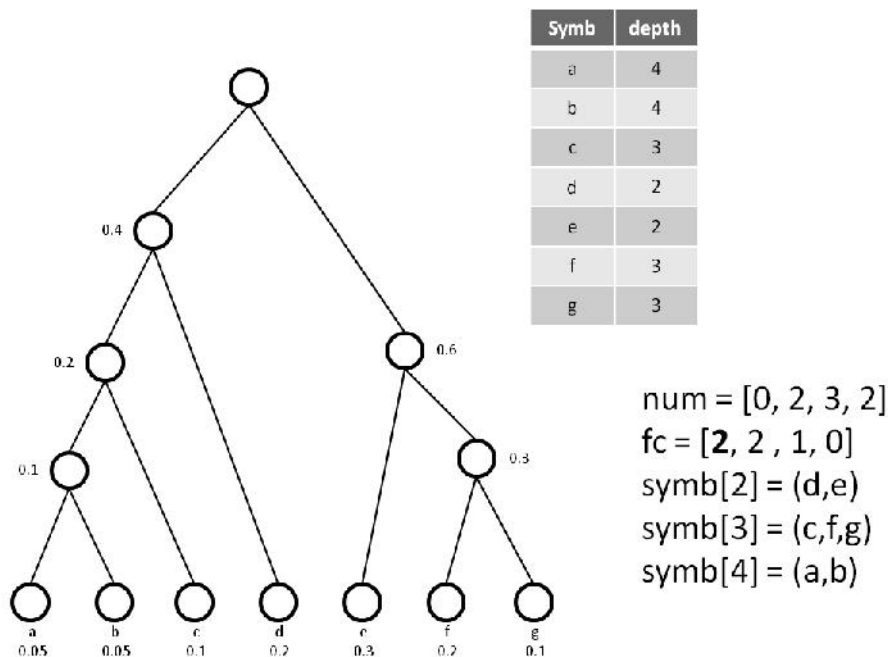 Symb depth
a 4
b 4
c 3
d 2
e 2
f 3
g 3
0.4
0.2
0.6
0.1
0.3
a b c d e f g
0.05 0.05 0.1 0.2 0.3 0.2 0.1
num = [0, 2, 3, 2]
fc = [2, 2 , 1, 0]
symb[2] = (d,e)
symb[3] = (c,f,g)
symb[4] = (a,b)